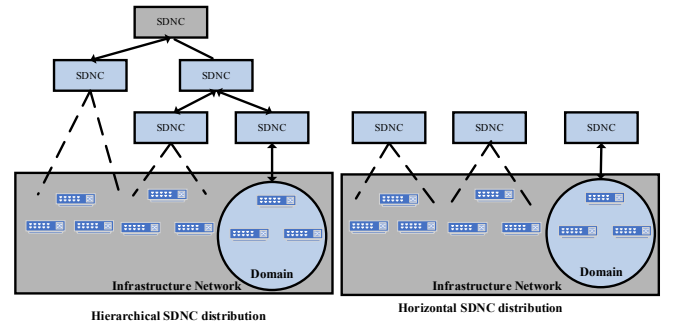 SDNC
SDNC
SDNC
SDNC
SDNC
SDNC
SDNC
SDNC
Domain
Infrastructure Network
Domain
Infrastructure Network
Hierarchical SDNC distribution
Horizontal SDNC distribution